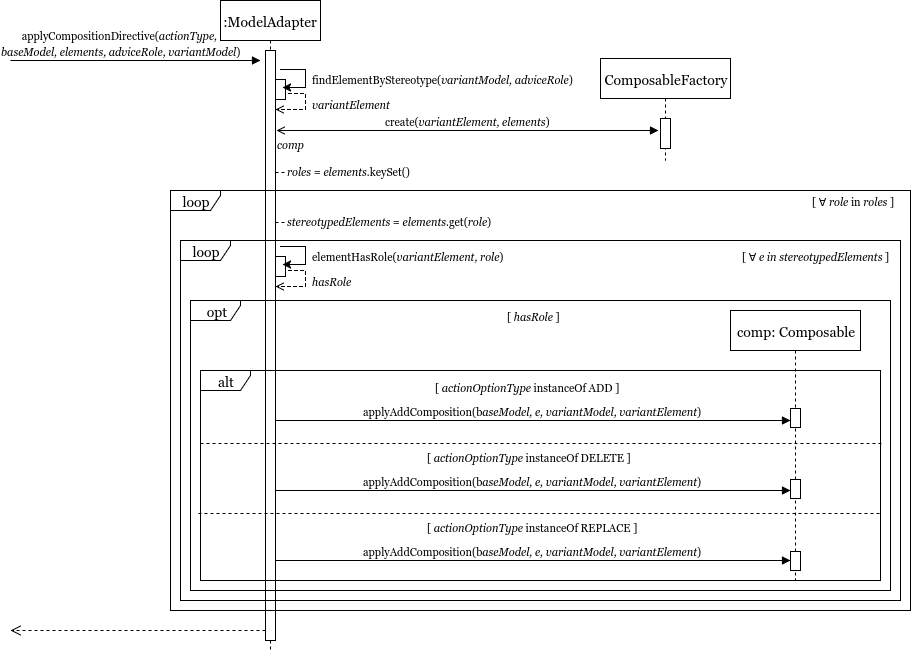 :ModelAdapter
applyCompositionDirective(actionType,
baseModel, elements, adviceRole, variantModel)
findElementByStereotype(variantModel, adviceRole)
ComposableFactory
variantElement
create(variantElement, elements)
comp
roles = elements.keySet()
loop
[ ∀ role in roles ]
stereotypedElements = elements.get(role)
loop
elementHasRole(variantElement, role)
[ ∀ e in stereotypedElements ]
hasRole
opt
[ hasRole ]
comp: Composable
alt
[ actionOptionType instanceOf ADD ]
applyAddComposition(baseModel, e, variantModel, variantElement)
[ actionOptionType instanceOf DELETE ]
applyAddComposition(baseModel, e, variantModel, variantElement)
[ actionOptionType instanceOf REPLACE ]
applyAddComposition(baseModel, e, variantModel, variantElement)